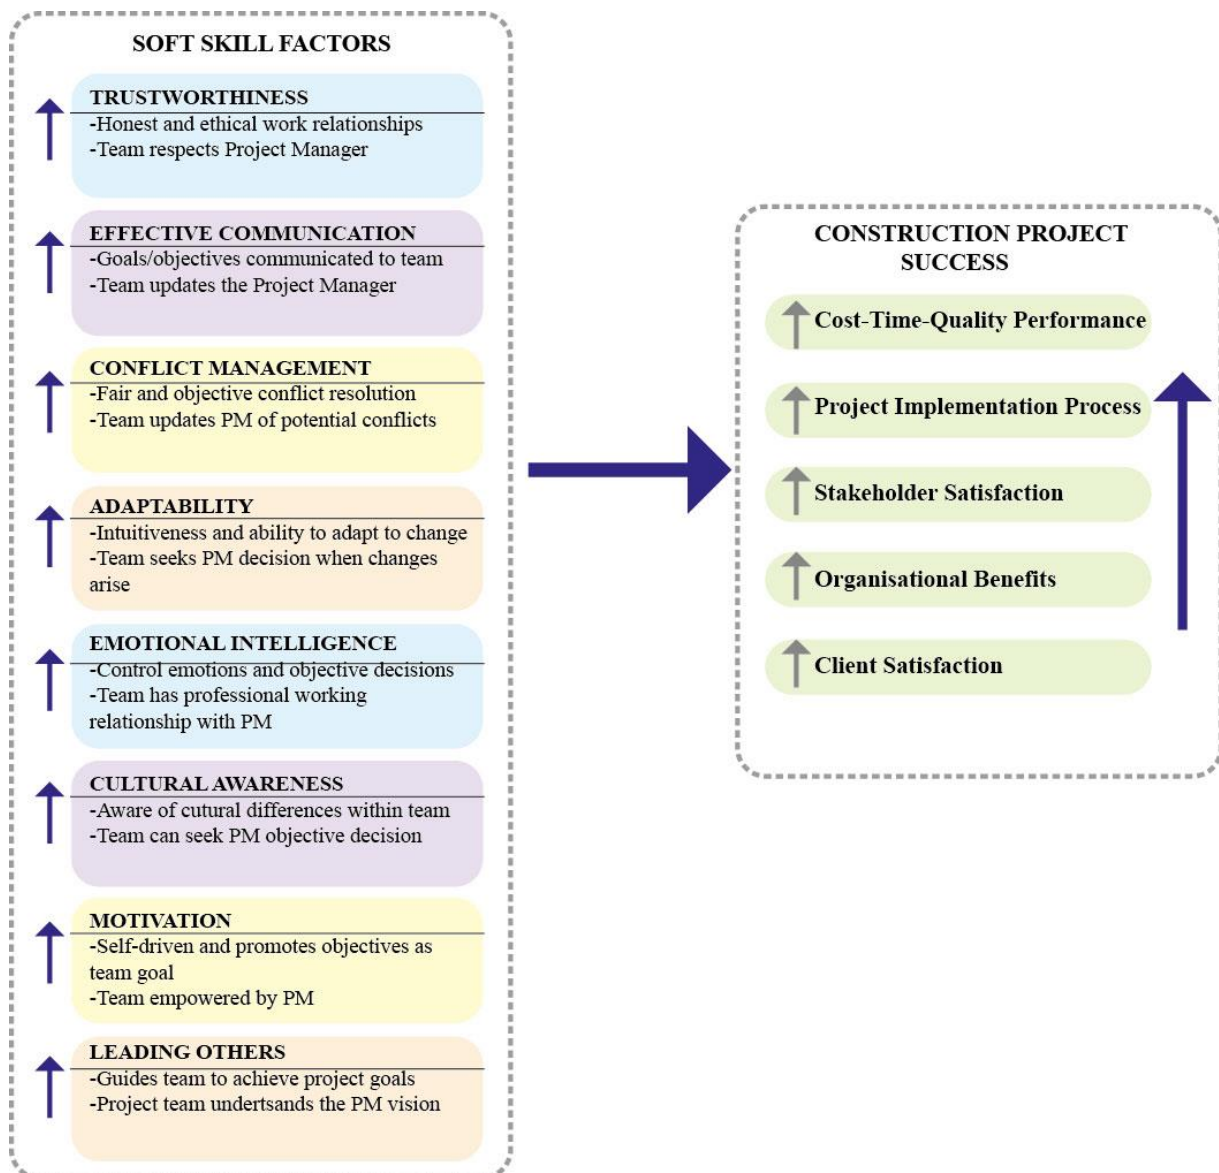 SOFT SKILL FACTORS
TRUSTWORTHINESS
-Honest and ethical work relationships
-Team respects Project Manager
EFFECTIVE COMMUNICATION
-Goals/objectives communicated to team
-Team updates the Project Manager
CONFLICT MANAGEMENT
-Fair and objective conflict resolution
-Team updates PM of potential conflicts
ADAPTABILITY
-Intuitiveness and ability to adapt to change
-Team seeks PM decision when changes
arise
EMOTIONAL INTELLIGENCE
-Control emotions and objective decisions
-Team has professional working
relationship with PM
CULTURAL AWARENESS
-Aware of cutural differences within team
-Team can seek PM objective decision
MOTIVATION
-Self-driven and promotes objectives as
team goal
-Team empowered by PM
LEADING OTHERS
-Guides team to achieve project goals
-Project team undertsands the PM vision
CONSTRUCTION PROJECT
SUCCESS
Cost-Time-Quality Performance
Project Implementation Process
Stakeholder Satisfaction
Organisational Benefits
Client Satisfaction